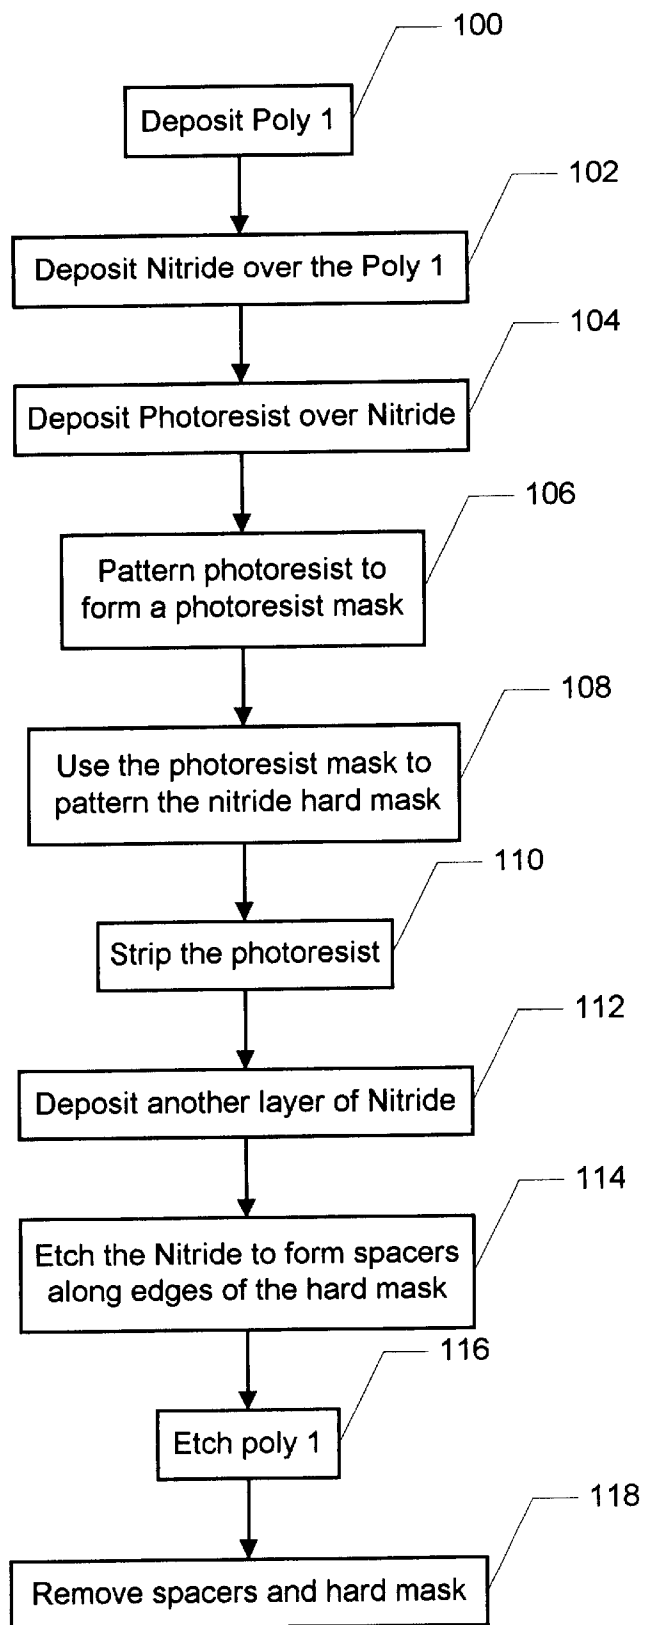 100
Deposit Poly 1
102
Deposit Nitride over the Poly 1
104
Deposit Photoresist over Nitride
106
Pattern photoresist to
form a photoresist mask
108
Use the photoresist mask to
pattern the nitride hard mask
110
Strip the photoresist
112
Deposit another layer of Nitride
114
Etch the Nitride to form spacers
along edges of the hard mask
116
Etch poly 1
118
Remove spacers and hard mask